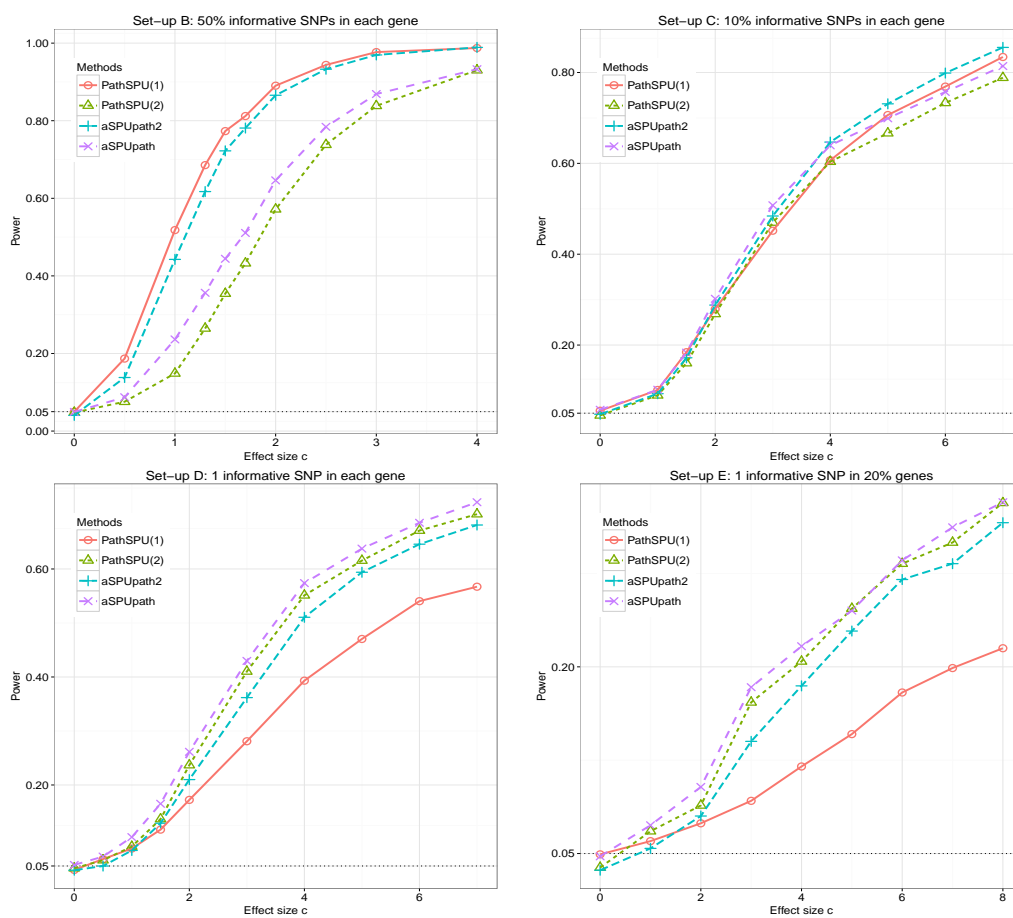 Set-up B: 50% informative SNPs in each gene
1.00
0.80
0.60
0.40
0.20
0.05
0.00
Power
Methods
PathSPU(1)
PathSPU(2)
aSPUpath2
aSPUpath
0 1 2 3 4
Effect size c
Set-up C: 10% informative SNPs in each gene
0.80
0.60
0.40
0.20
0.05
Power
Methods
PathSPU(1)
PathSPU(2)
aSPUpath2
aSPUpath
0 2 4 6
Effect size c
Set-up D: 1 informative SNP in each gene
0.60
0.40
0.20
0.05
Power
Methods
PathSPU(1)
PathSPU(2)
aSPUpath2
aSPUpath
0 2 4 6
Effect size c
Set-up E: 1 informative SNP in 20% genes
0.20
0.05
Power
Methods
PathSPU(1)
PathSPU(2)
aSPUpath2
aSPUpath
0 2 4 6 8
Effect size c